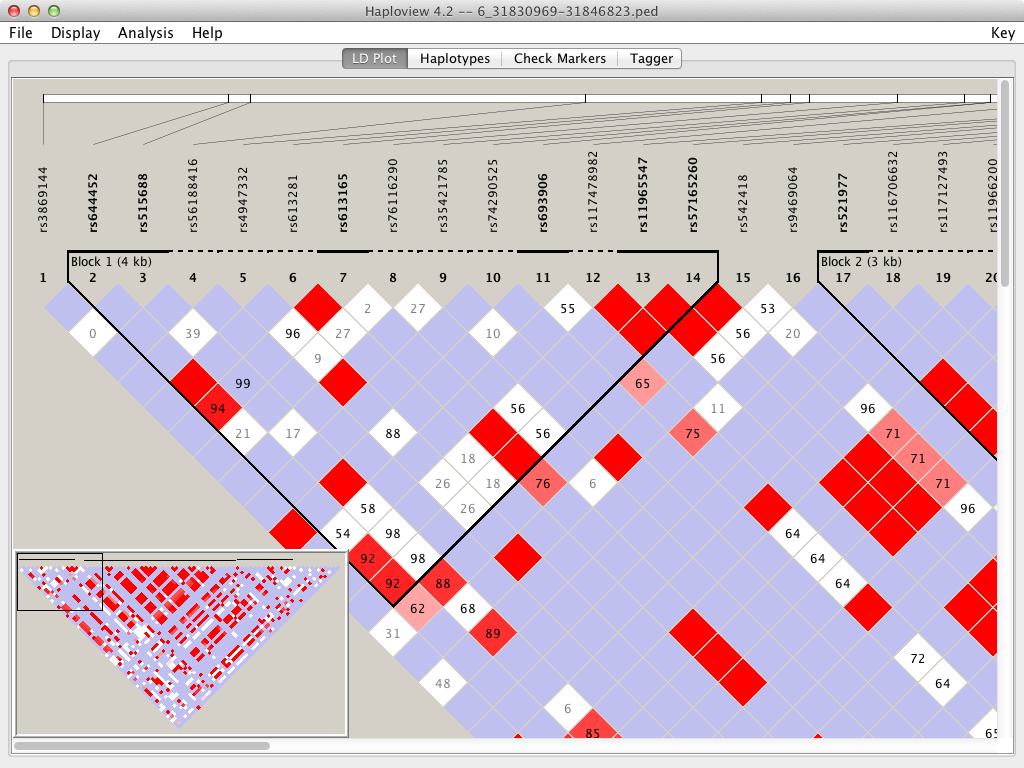 Haploview 4.2 -- 6_31830969-31846823.ped
File Display Analysis Help Key
LD Plot Haplotypes Check Markers Tagger
rs3869144 rs644452 rs515688 rs56188416 rs4947332 rs613281 rs613165 rs76116290 rs35421785 rs74290525 rs693906 rs117478982 rs11965547 rs57165260 rs542418 rs9469064 rs521977 rs116706632 rs117127493 rs11966200
Block 1 (4 kb) Block 2 (3 kb)
1 2 3 4 5 6 7 8 9 10 11 12 13 14 15 16 17 18 19 20
2 27 55 53
0 39 96 27 10 56 20
9 56
99 65
94 56 11 96
21 17 88 56 75 71
18 71
26 18 76 6 71
58 26 96
54 98 64
92 98 64
92 88 64
62 68
31 89
72
48 64
6
85 65